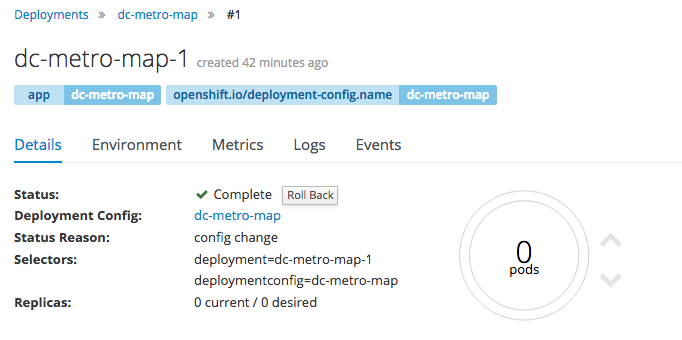 Deployments » dc-metro-map » #1
dc-metro-map-1 created 42 minutes ago
app dc-metro-map openshift.io/deployment-config.name dc-metro-map
Details Environment Metrics Logs Events
Status: Complete Roll Back
Deployment Config: dc-metro-map
Status Reason: config change
Selectors: deployment=dc-metro-map-1
deploymentconfig=dc-metro-map
Replicas: 0 current / 0 desired
0
pods